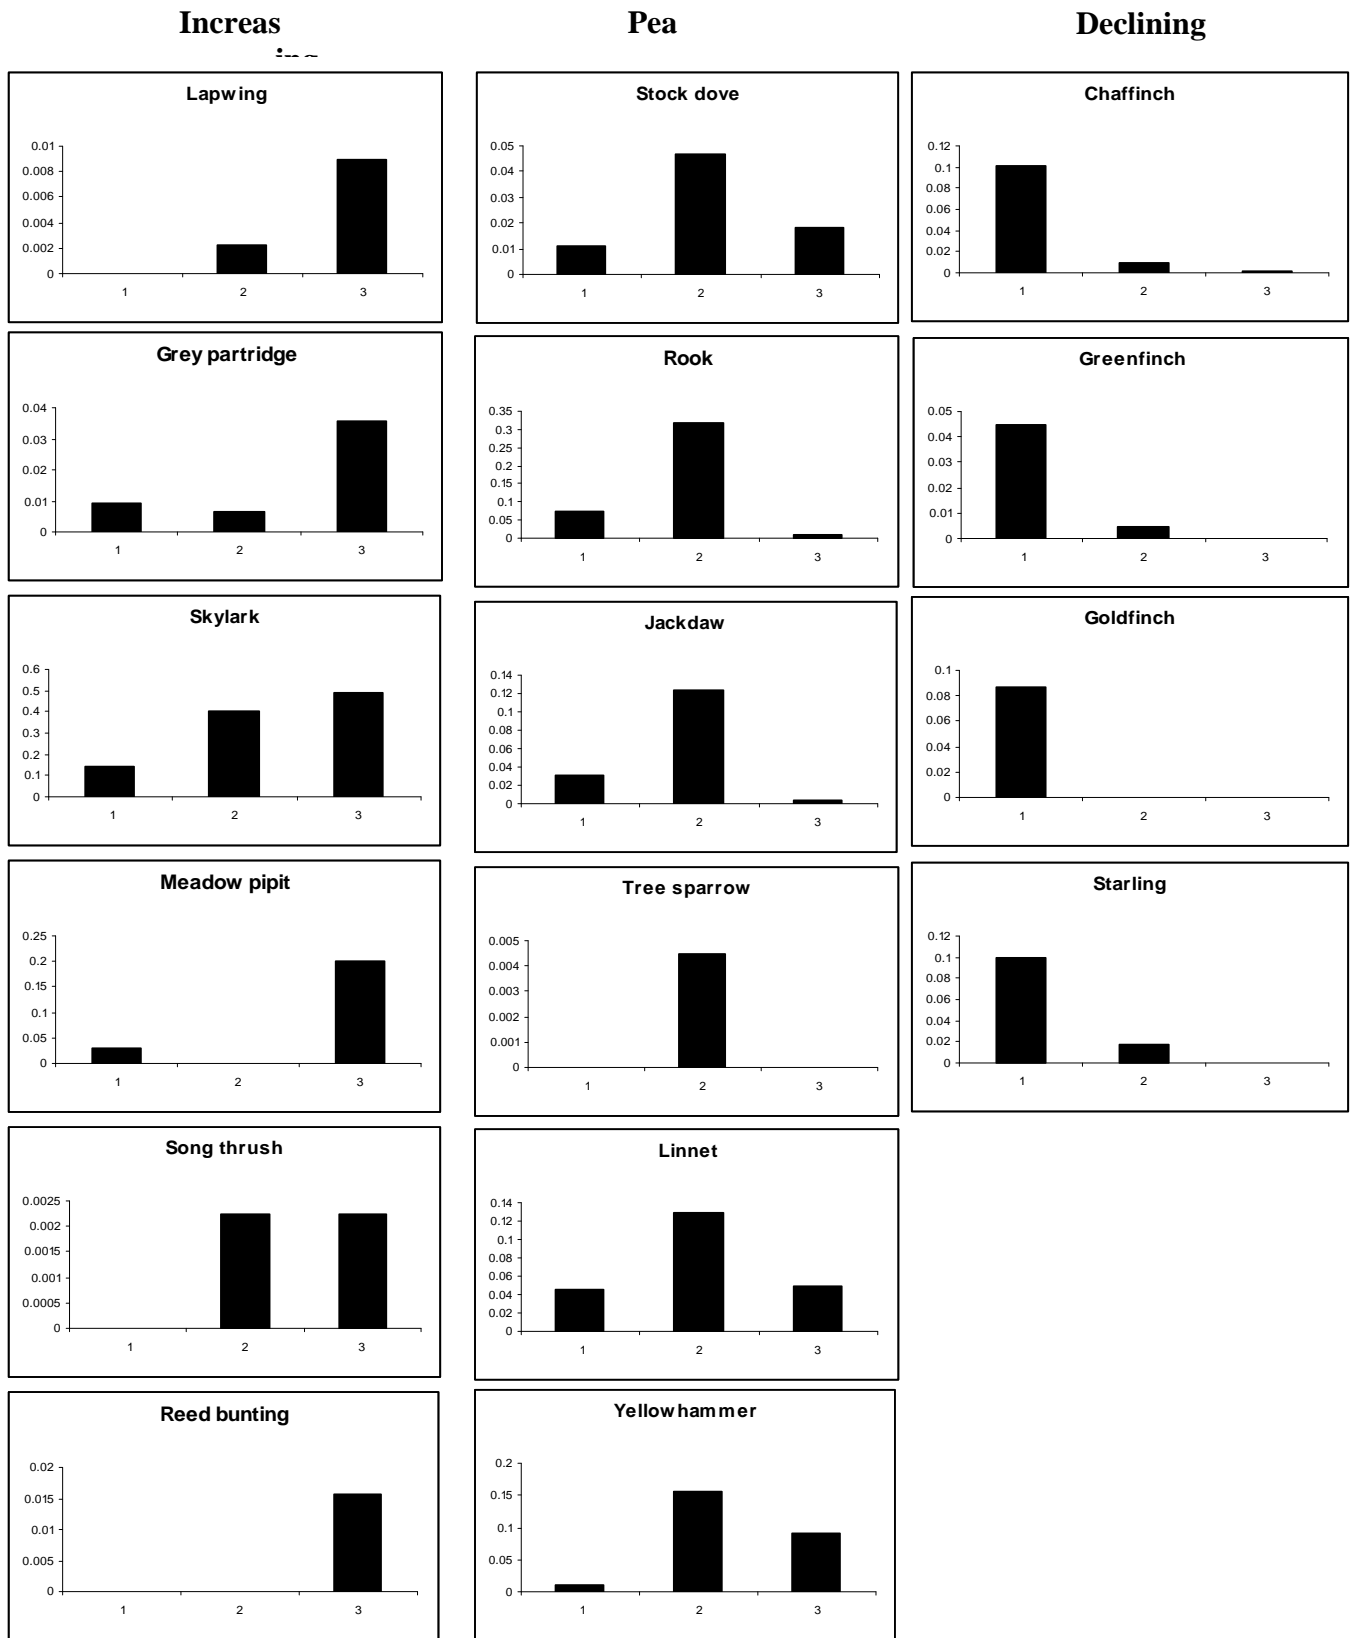 Increas
Pea
Declining
Lapwing
0.01
0.008
0.006
0.004
0.002
0
1 2 3
Stock dove
0.05
0.04
0.03
0.02
0.01
0
1 2 3
Chaffinch
0.12
0.1
0.08
0.06
0.04
0.02
0
1 2 3
Grey partridge
0.04
0.03
0.02
0.01
0
1 2 3
Rook
0.35
0.3
0.25
0.2
0.15
0.1
0.05
0
1 2 3
Greenfinch
0.05
0.04
0.03
0.02
0.01
0
1 2 3
Skylark
0.6
0.5
0.4
0.3
0.2
0.1
0
1 2 3
Jackdaw
0.14
0.12
0.1
0.08
0.06
0.04
0.02
0
1 2 3
Goldfinch
0.1
0.08
0.06
0.04
0.02
0
1 2 3
Meadow pipit
0.25
0.2
0.15
0.1
0.05
0
1 2 3
Tree sparrow
0.005
0.004
0.003
0.002
0.001
0
1 2 3
Starling
0.12
0.1
0.08
0.06
0.04
0.02
0
1 2 3
Song thrush
0.0025
0.002
0.0015
0.001
0.0005
0
1 2 3
Linnet
0.14
0.12
0.1
0.08
0.06
0.04
0.02
0
1 2 3
Reed bunting
0.02
0.015
0.01
0.005
0
1 2 3
Yellowhammer
0.2
0.15
0.1
0.05
0
1 2 3